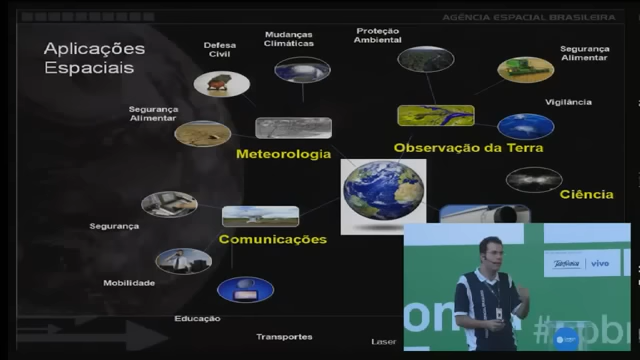 AGÊNCIA ESPACIAL BRASILEIRA
Aplicações
Espaciais
Defesa
Civil
Mudanças
Climáticas
Proteção
Ambiental
Segurança
Alimentar
Segurança
Alimentar
Vigilância
Meteorologia
Observação da Terra
Ciência
Segurança
Comunicações
Mobilidade
Educação
Transportes
Laser
Telefónica
vivo